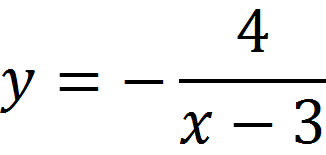 y = − 4/(x − 3)